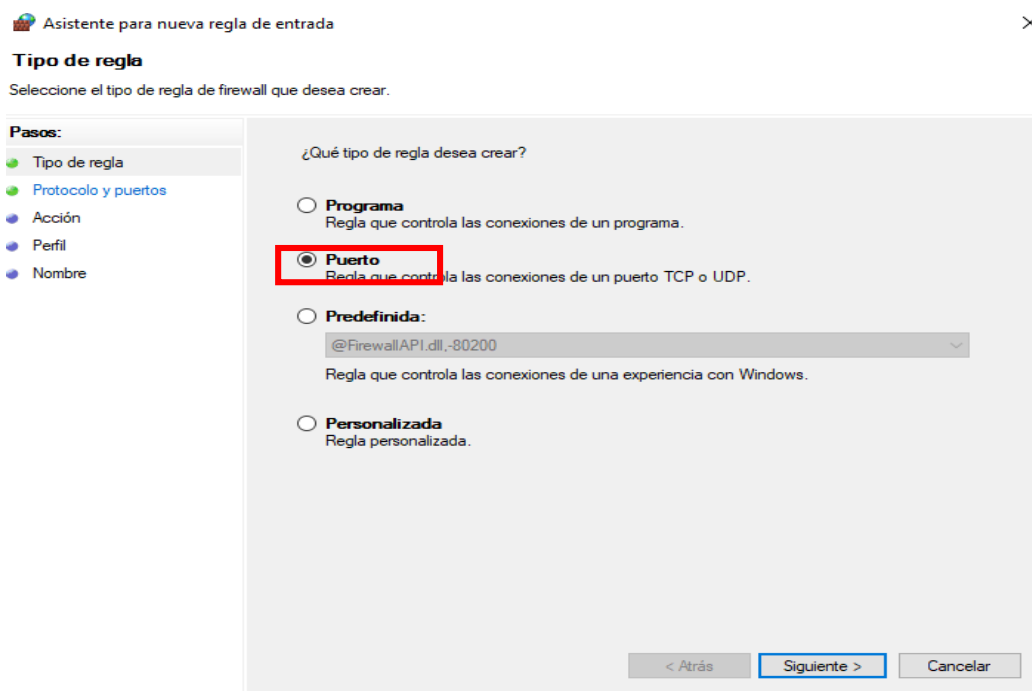 Asistente para nueva regla de entrada
Tipo de regla
Seleccione el tipo de regla de firewall que desea crear.
Pasos:
Tipo de regla
Protocolo y puertos
Acción
Perfil
Nombre
¿Qué tipo de regla desea crear?
Programa
Regla que controla las conexiones de un programa.
Puerto
Regla que controla las conexiones de un puerto TCP o UDP.
Predefinida:
@FirewallAPI.dll,-80200
Regla que controla las conexiones de una experiencia con Windows.
Personalizada
Regla personalizada.
< Atrás
Siguiente >
Cancelar